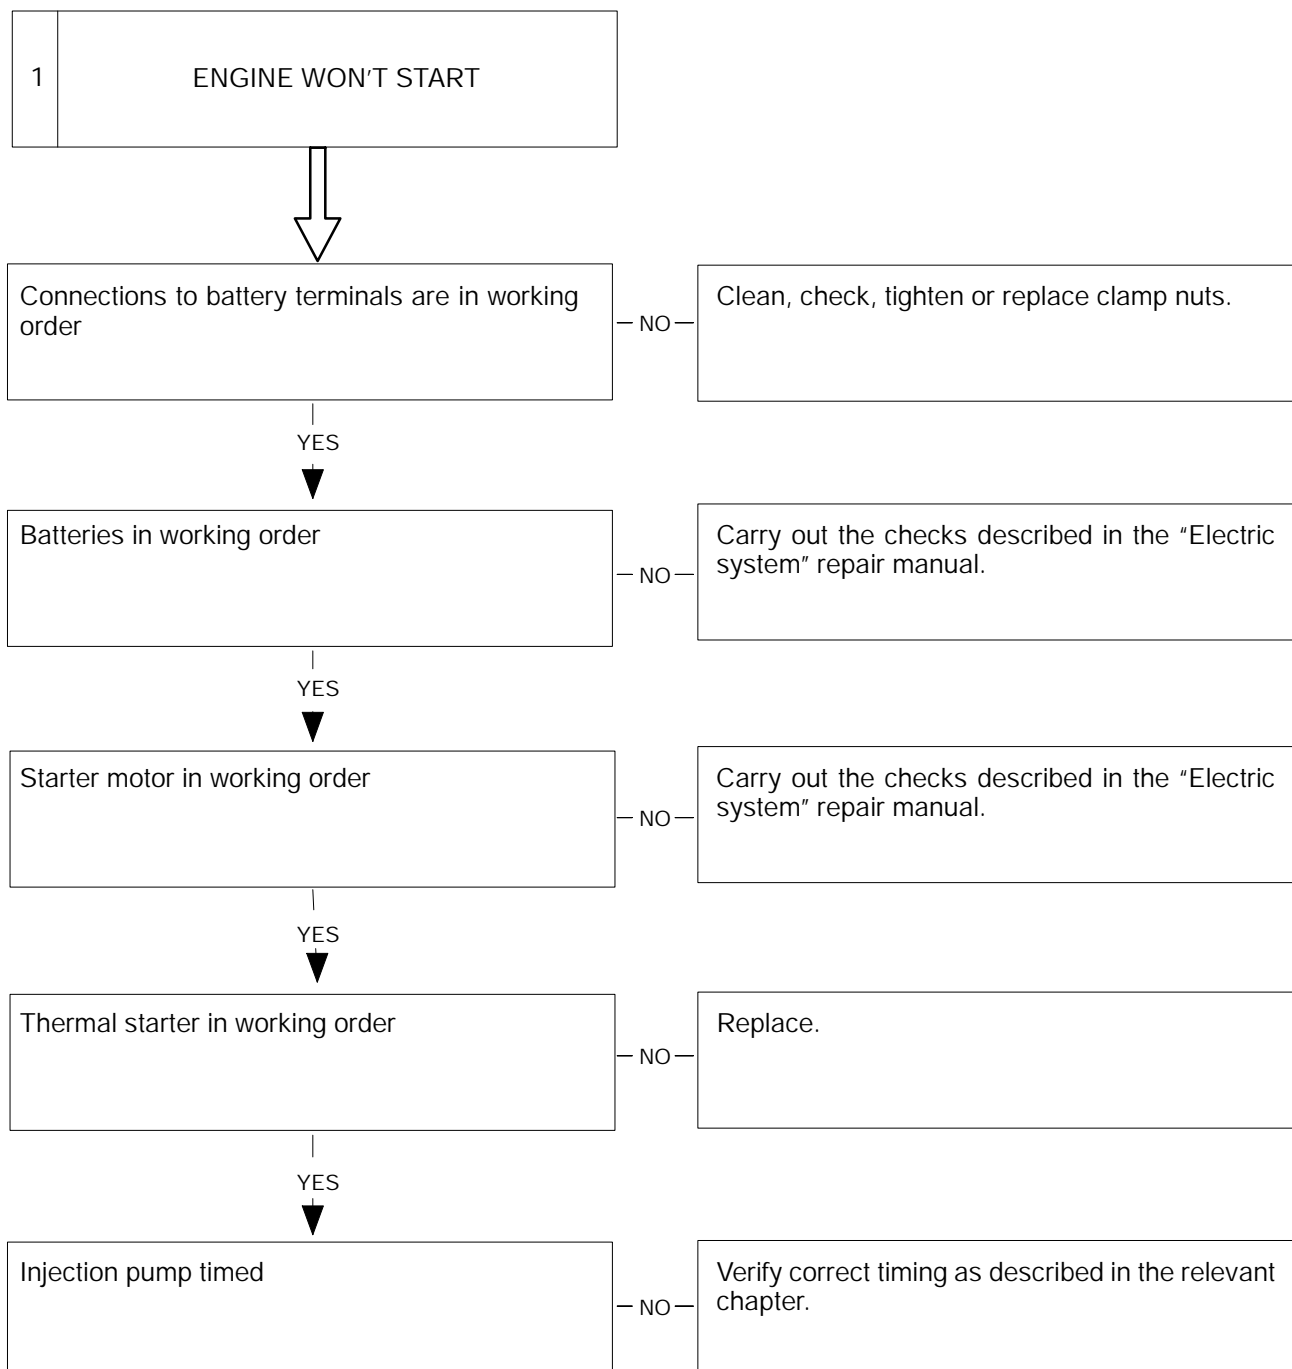 1
ENGINE WON'T START
Connections to battery terminals are in working
order
NO
Clean, check, tighten or replace clamp nuts.
YES
Batteries in working order
NO
Carry out the checks described in the "Electric
system" repair manual.
YES
Starter motor in working order
NO
Carry out the checks described in the "Electric
system" repair manual.
YES
Thermal starter in working order
NO
Replace.
YES
Injection pump timed
NO
Verify correct timing as described in the relevant
chapter.